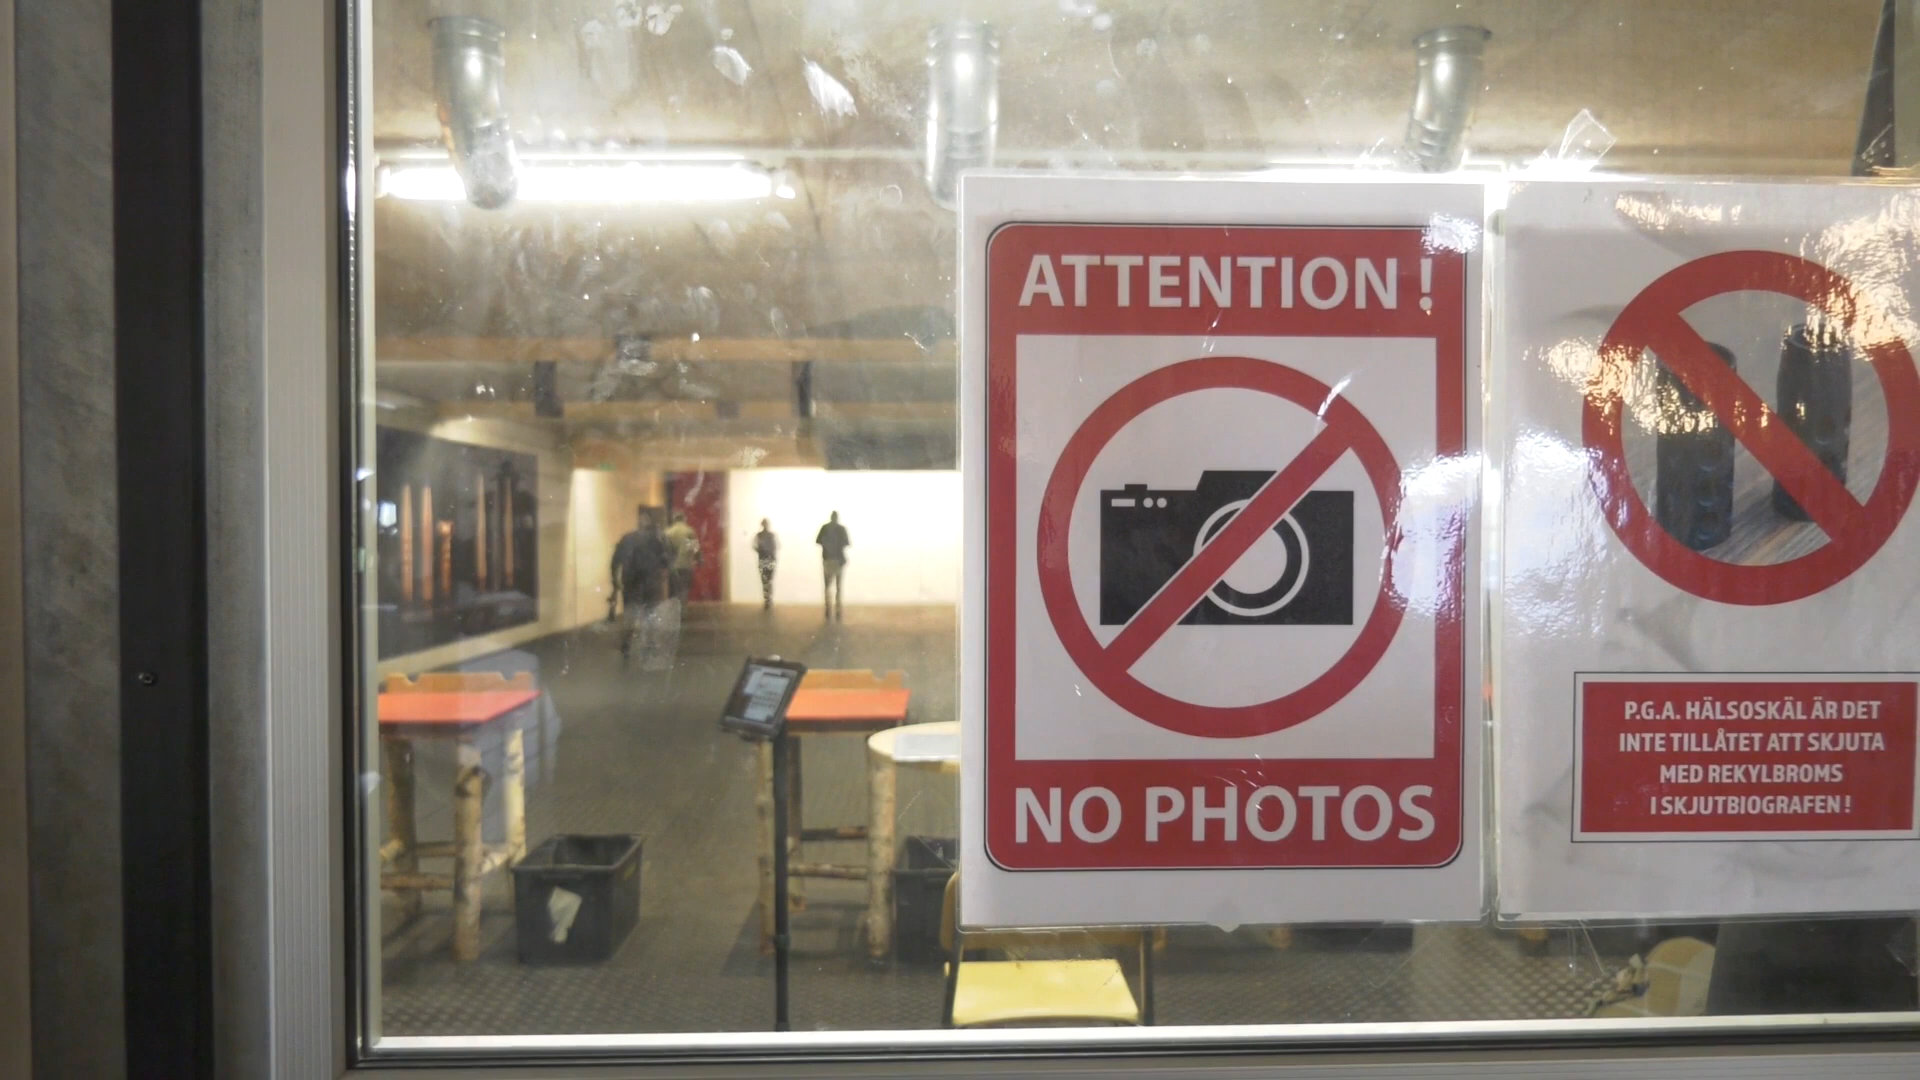 ATTENTION !
NO PHOTOS
P.G.A. HÄLSOSKÄL ÄR DET
INTE TILLÅTET ATT SKJUTA
MED REKYLBROMS
I SKJUTBIOGRAFEN!